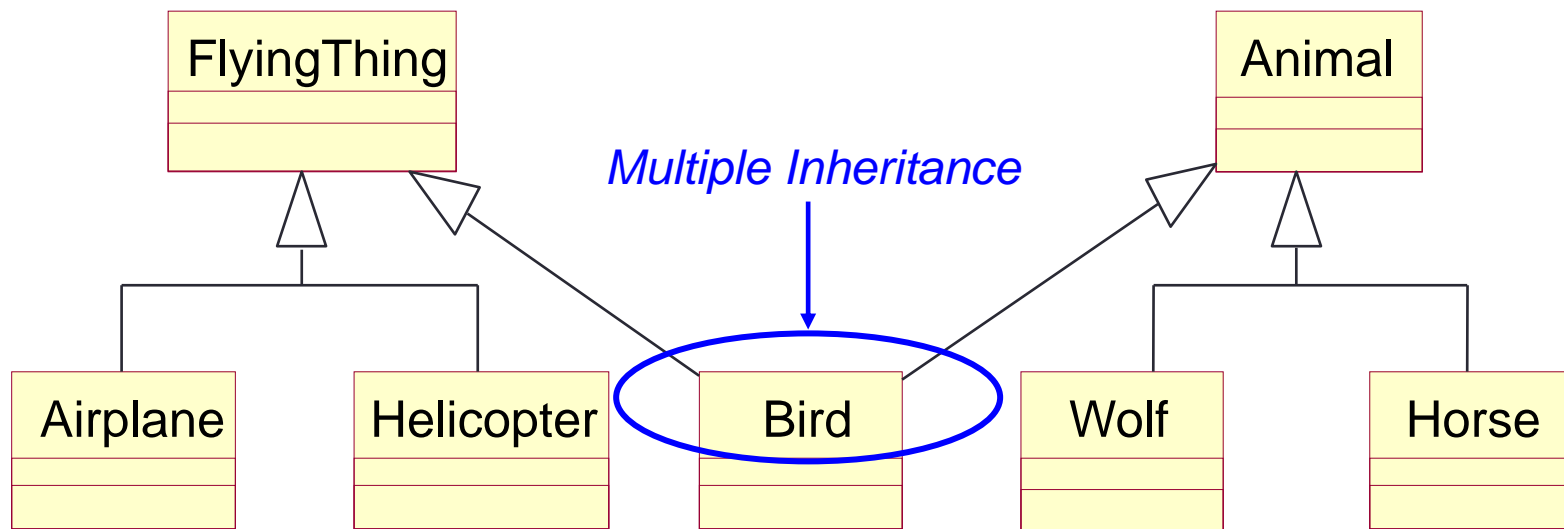 FlyingThing
Animal
Multiple Inheritance
Airplane
Helicopter
Bird
Wolf
Horse